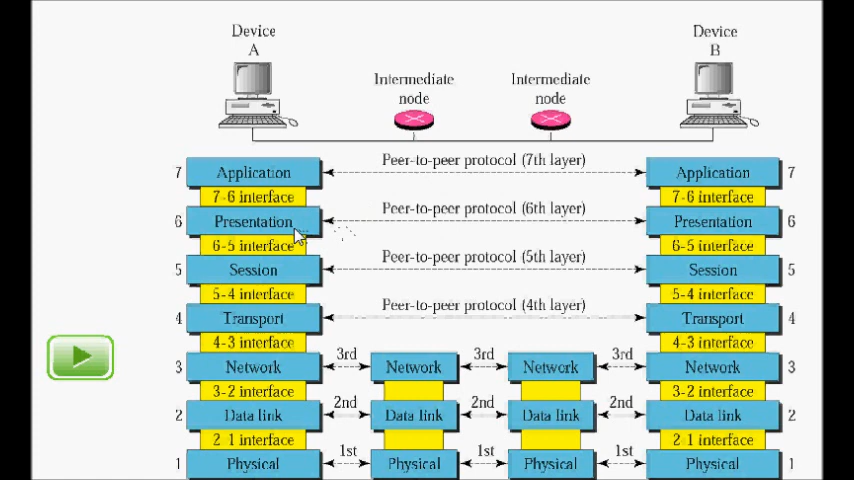 Device
A
Device
B
Intermediate
node
Intermediate
node
7 Application Peer-to-peer protocol (7th layer) Application 7
7-6 interface 7-6 interface
6 Presentation Peer-to-peer protocol (6th layer) Presentation 6
6-5 interface 6-5 interface
5 Session Peer-to-peer protocol (5th layer) Session 5
5-4 interface 5-4 interface
4 Transport Peer-to-peer protocol (4th layer) Transport 4
4-3 interface 4-3 interface
3 Network 3rd Network 3rd Network 3rd Network 3
3-2 interface 3-2 interface
2 Data link 2nd Data link 2nd Data link 2nd Data link 2
2-1 interface 2-1 interface
1 Physical 1st Physical 1st Physical 1st Physical 1